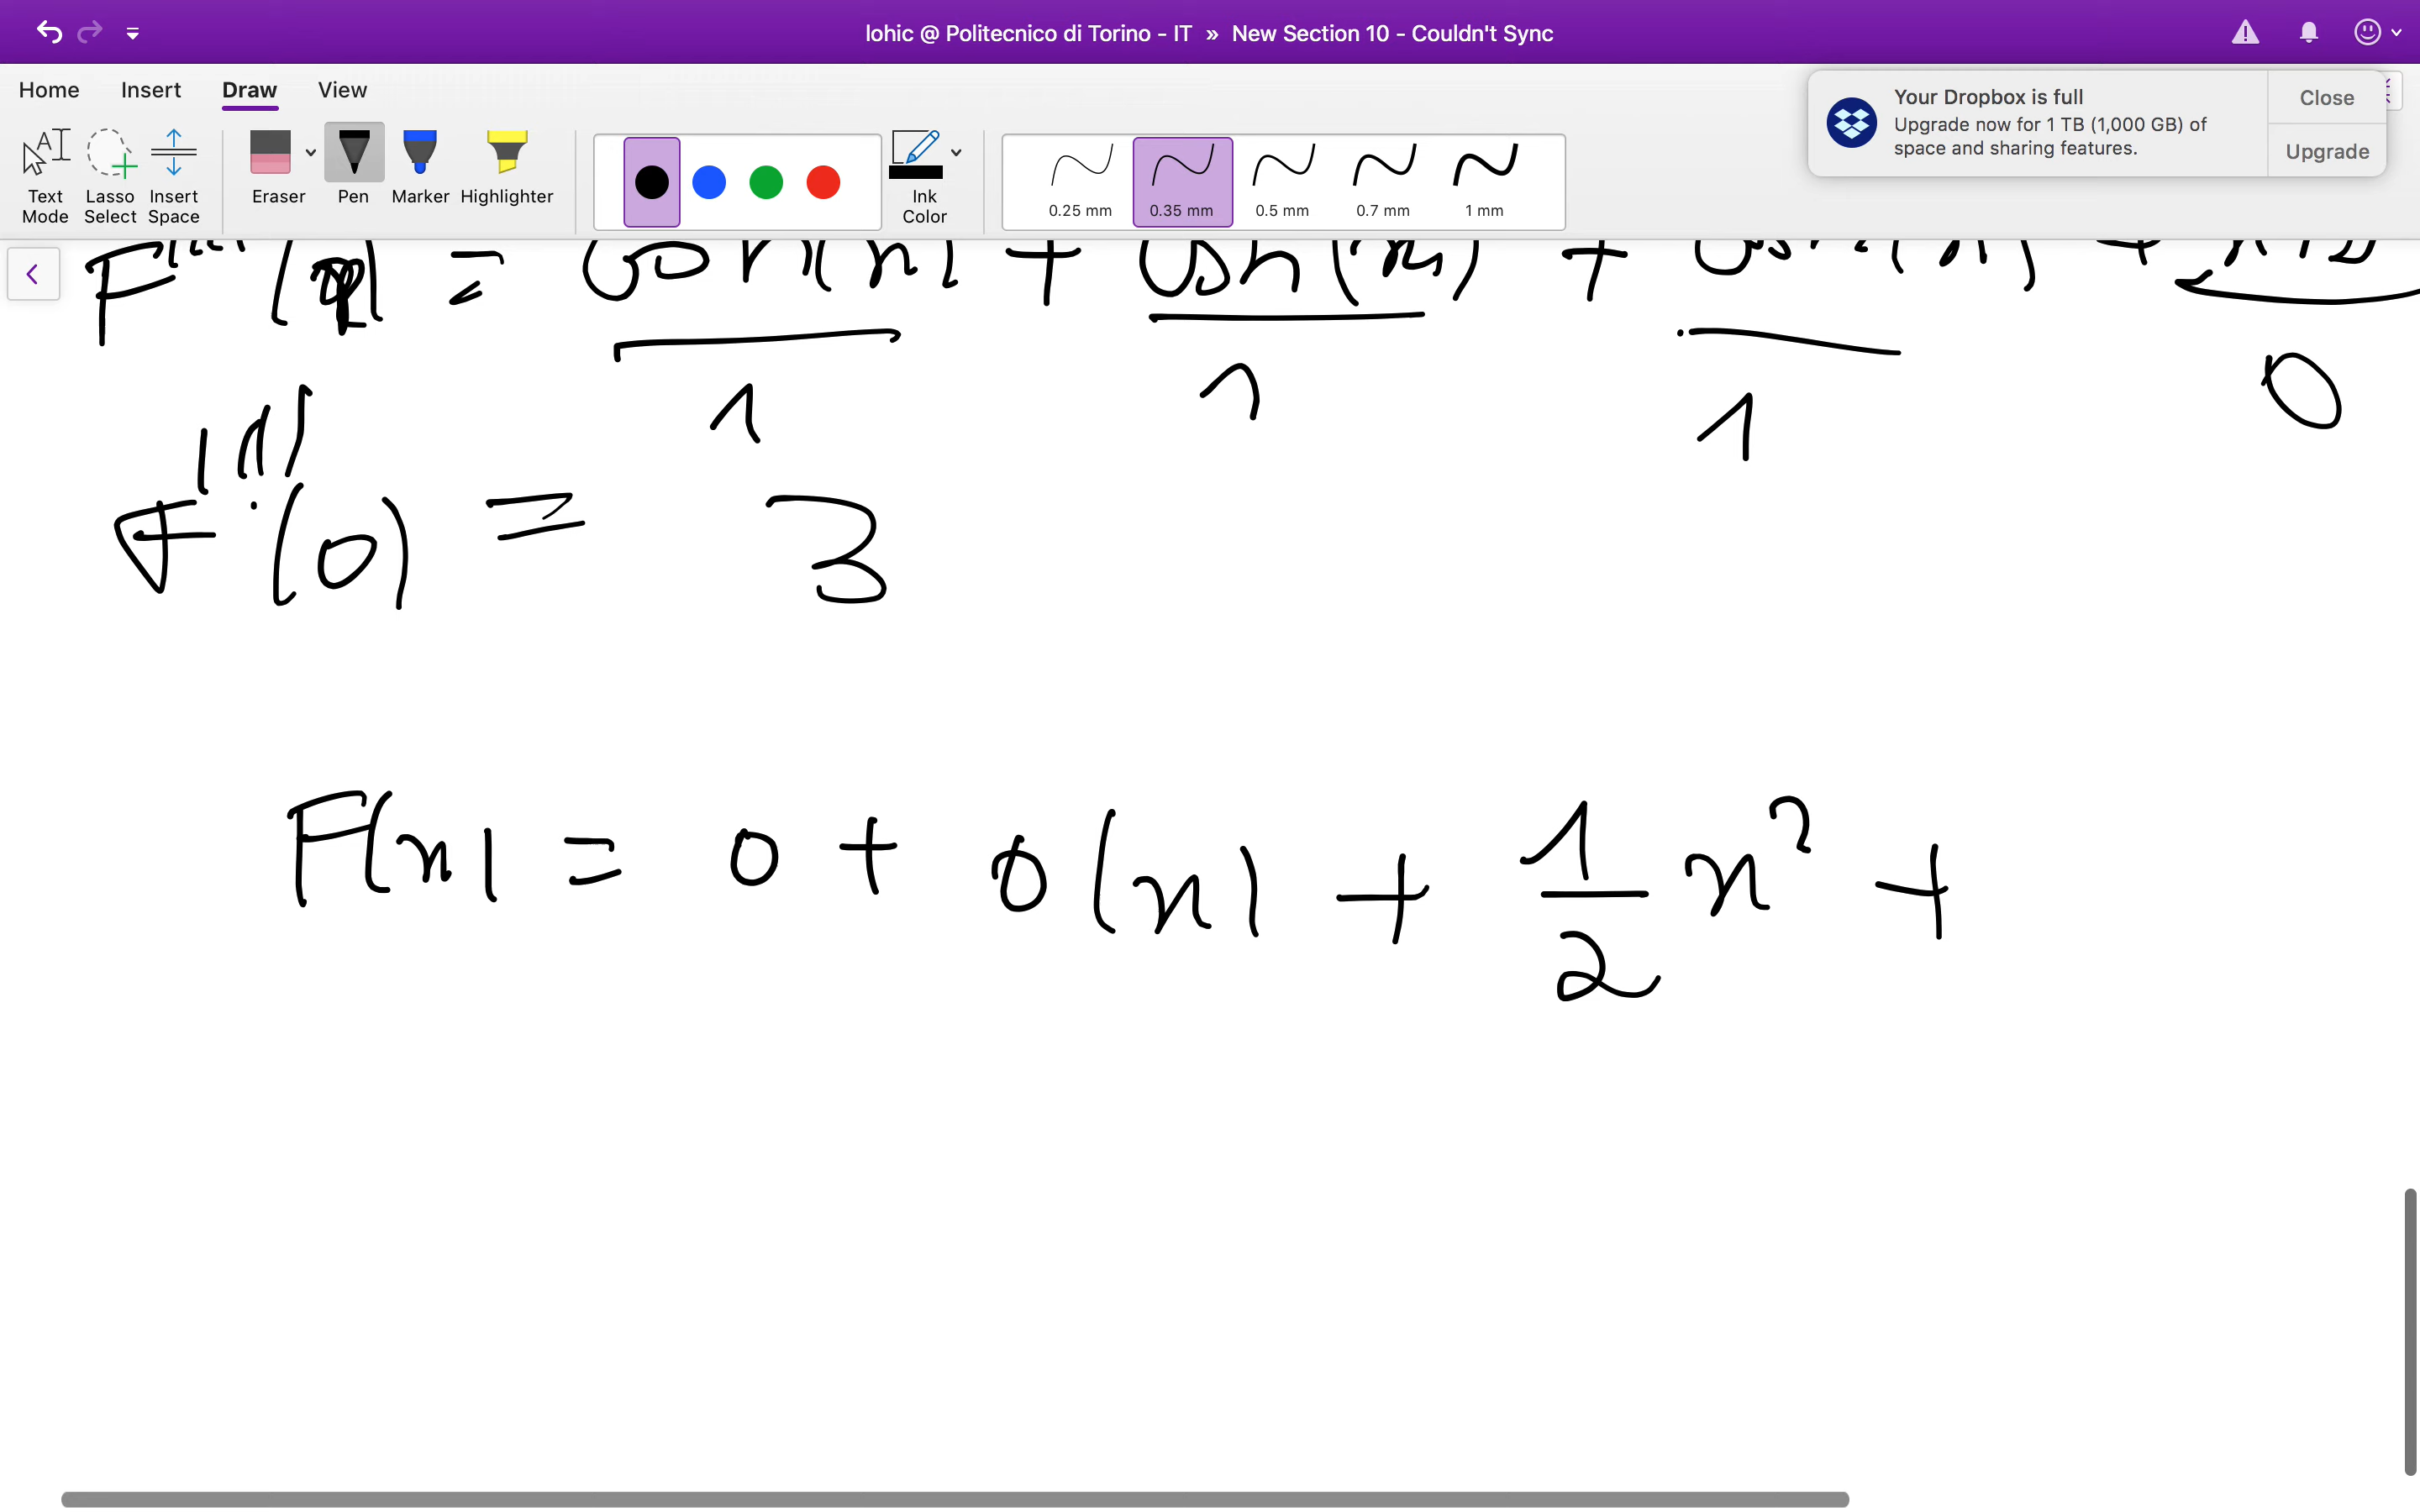 lohic @ Politecnico di Torino - IT » New Section 10 - Couldn't Sync
Home Insert Draw View
Text Mode
Lasso Select
Insert Space
Eraser
Pen
Marker
Highlighter
Ink Color
0.25 mm 0.35 mm 0.5 mm 0.7 mm 1 mm
Your Dropbox is full
Upgrade now for 1 TB (1,000 GB) of
space and sharing features.
Close
Upgrade
1 1 1 0
F'''(0) = 3
F(x) = 0 + 0(x) + 1/2 x² +